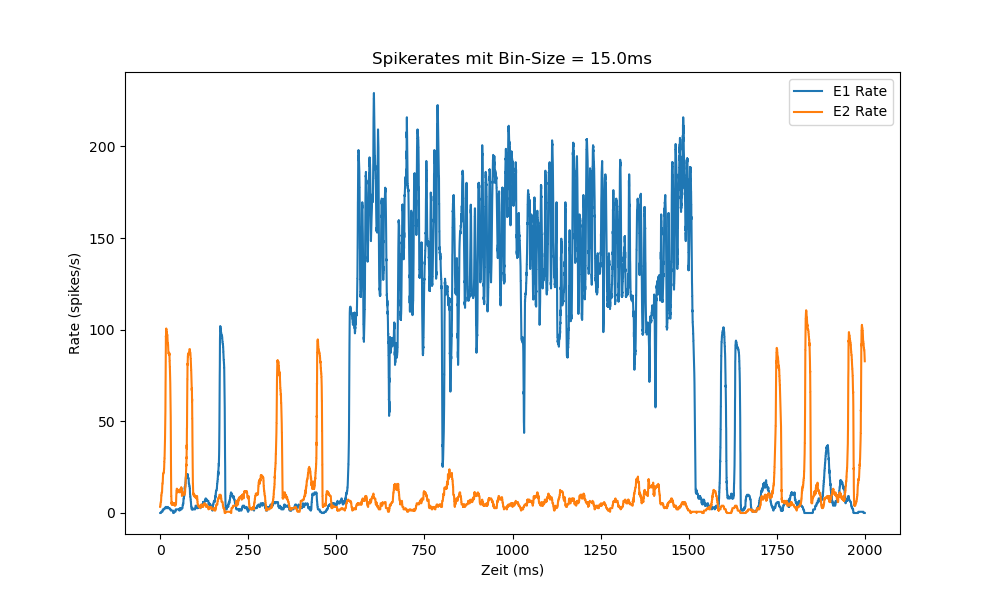 Spikerates mit Bin-Size = 15.0ms
E1 Rate
E2 Rate
200
150
100
50
0
Rate (spikes/s)
0 250 500 750 1000 1250 1500 1750 2000
Zeit (ms)